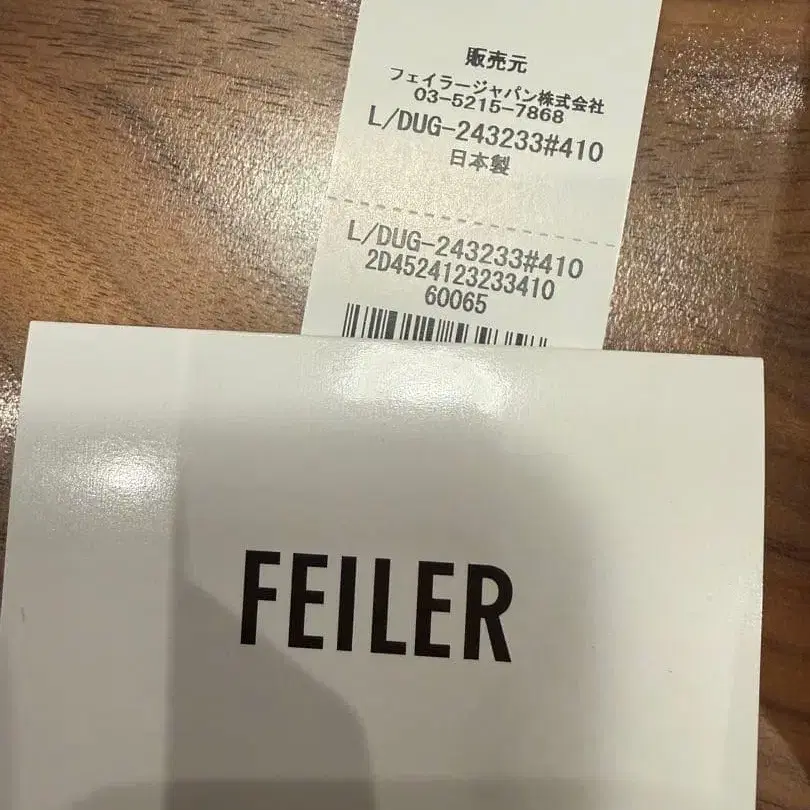 販売元
フェイラージャパン株式会社
03-5215-7868
L/DUG-243233#410
日本製
L/DUG-243233#410
2D4524123233410
60065
FEILER